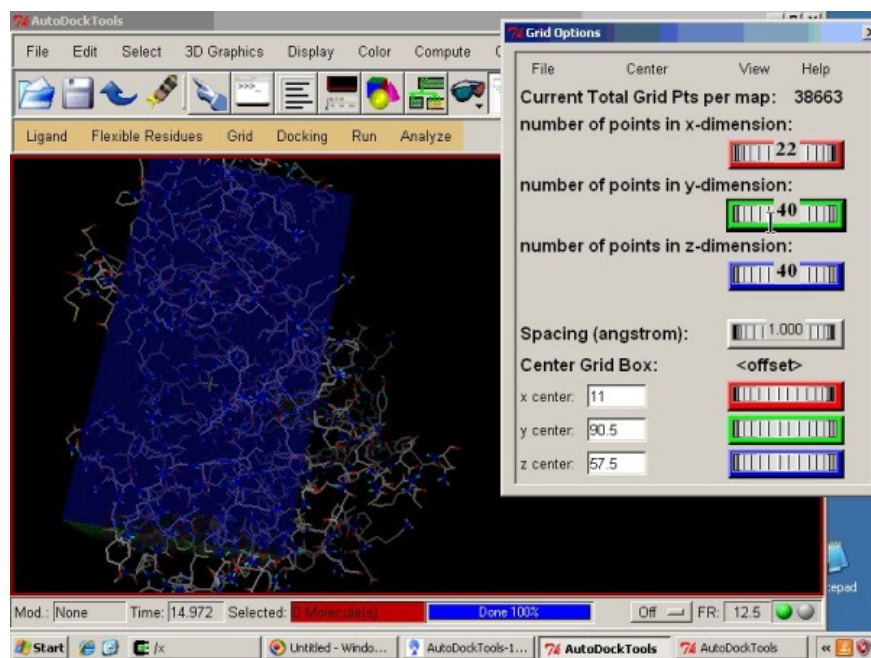 AutoDockTools
File Edit Select 3D Graphics Display Color Compute
Ligand Flexible Residues Grid Docking Run Analyze
Grid Options
File Center View Help
Current Total Grid Pts per map: 38663
number of points in x-dimension:
22
number of points in y-dimension:
40
number of points in z-dimension:
40
Spacing (angstrom): 1.000
Center Grid Box: <offset>
x center: 11
y center: 90.5
z center: 57.5
Mod.: None Time: 14.972 Selected: 0 Molecule(s) Done 100% Off FR: 12.5
epad
Start /x Untitled - Windo... AutoDockTools-1... AutoDockTools AutoDockTools «